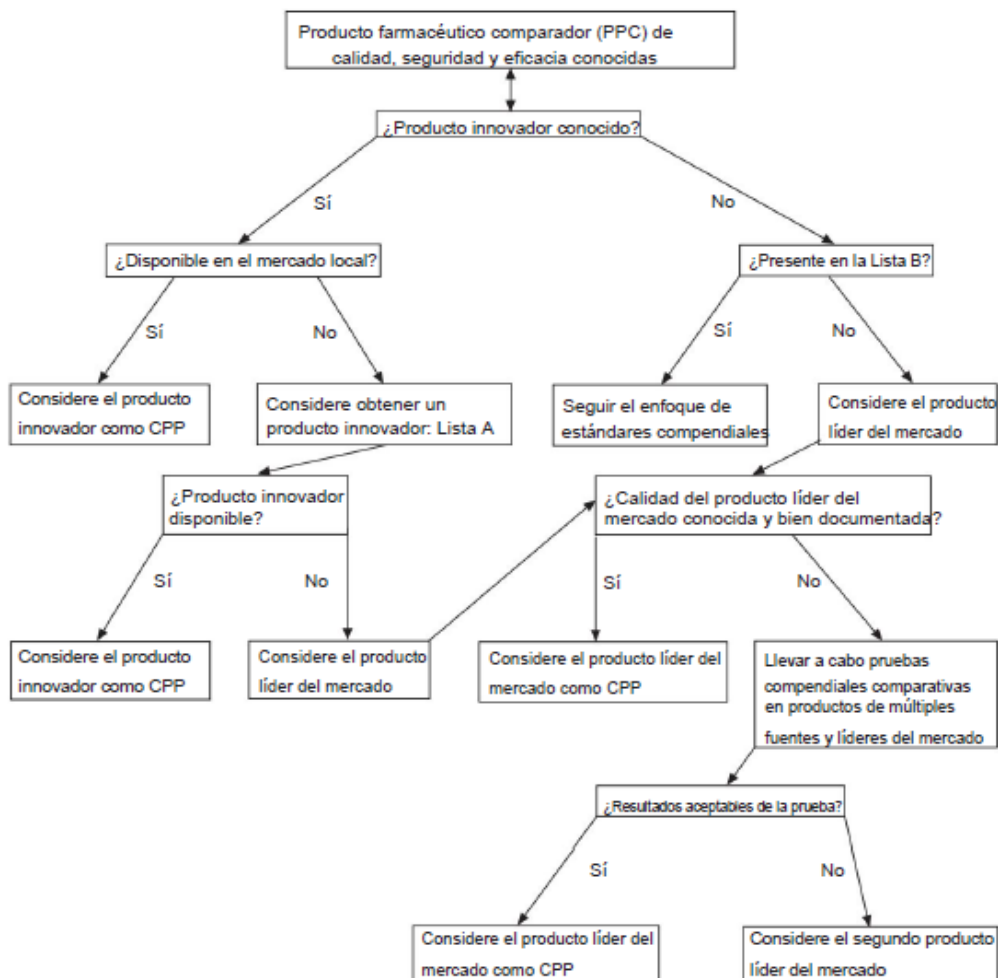 Producto farmacéutico comparador (PPC) de
calidad, seguridad y eficacia conocidas
¿Producto innovador conocido?
Sí
No
¿Disponible en el mercado local?
¿Presente en la Lista B?
Sí
No
Sí
No
Considere el producto
innovador como CPP
Considere obtener un
producto innovador: Lista A
Seguir el enfoque de
estándares compendiales
Considere el producto
líder del mercado
¿Producto innovador
disponible?
¿Calidad del producto líder del
mercado conocida y bien documentada?
Sí
No
Sí
No
Considere el producto
innovador como CPP
Considere el producto
líder del mercado
Considere el producto líder del
mercado como CPP
Llevar a cabo pruebas
compendiales comparativas
en productos de múltiples
fuentes y líderes del mercado
¿Resultados aceptables de la prueba?
Sí
No
Considere el producto líder del
mercado como CPP
Considere el segundo producto
líder del mercado